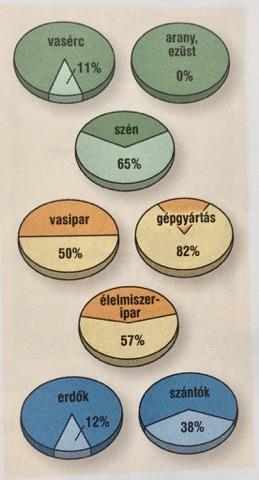 vasérc
11%
arany,
ezüst
0%
szén
65%
vasipar
50%
gépgyártás
82%
élelmiszer-
ipar
57%
erdők
12%
szántók
38%